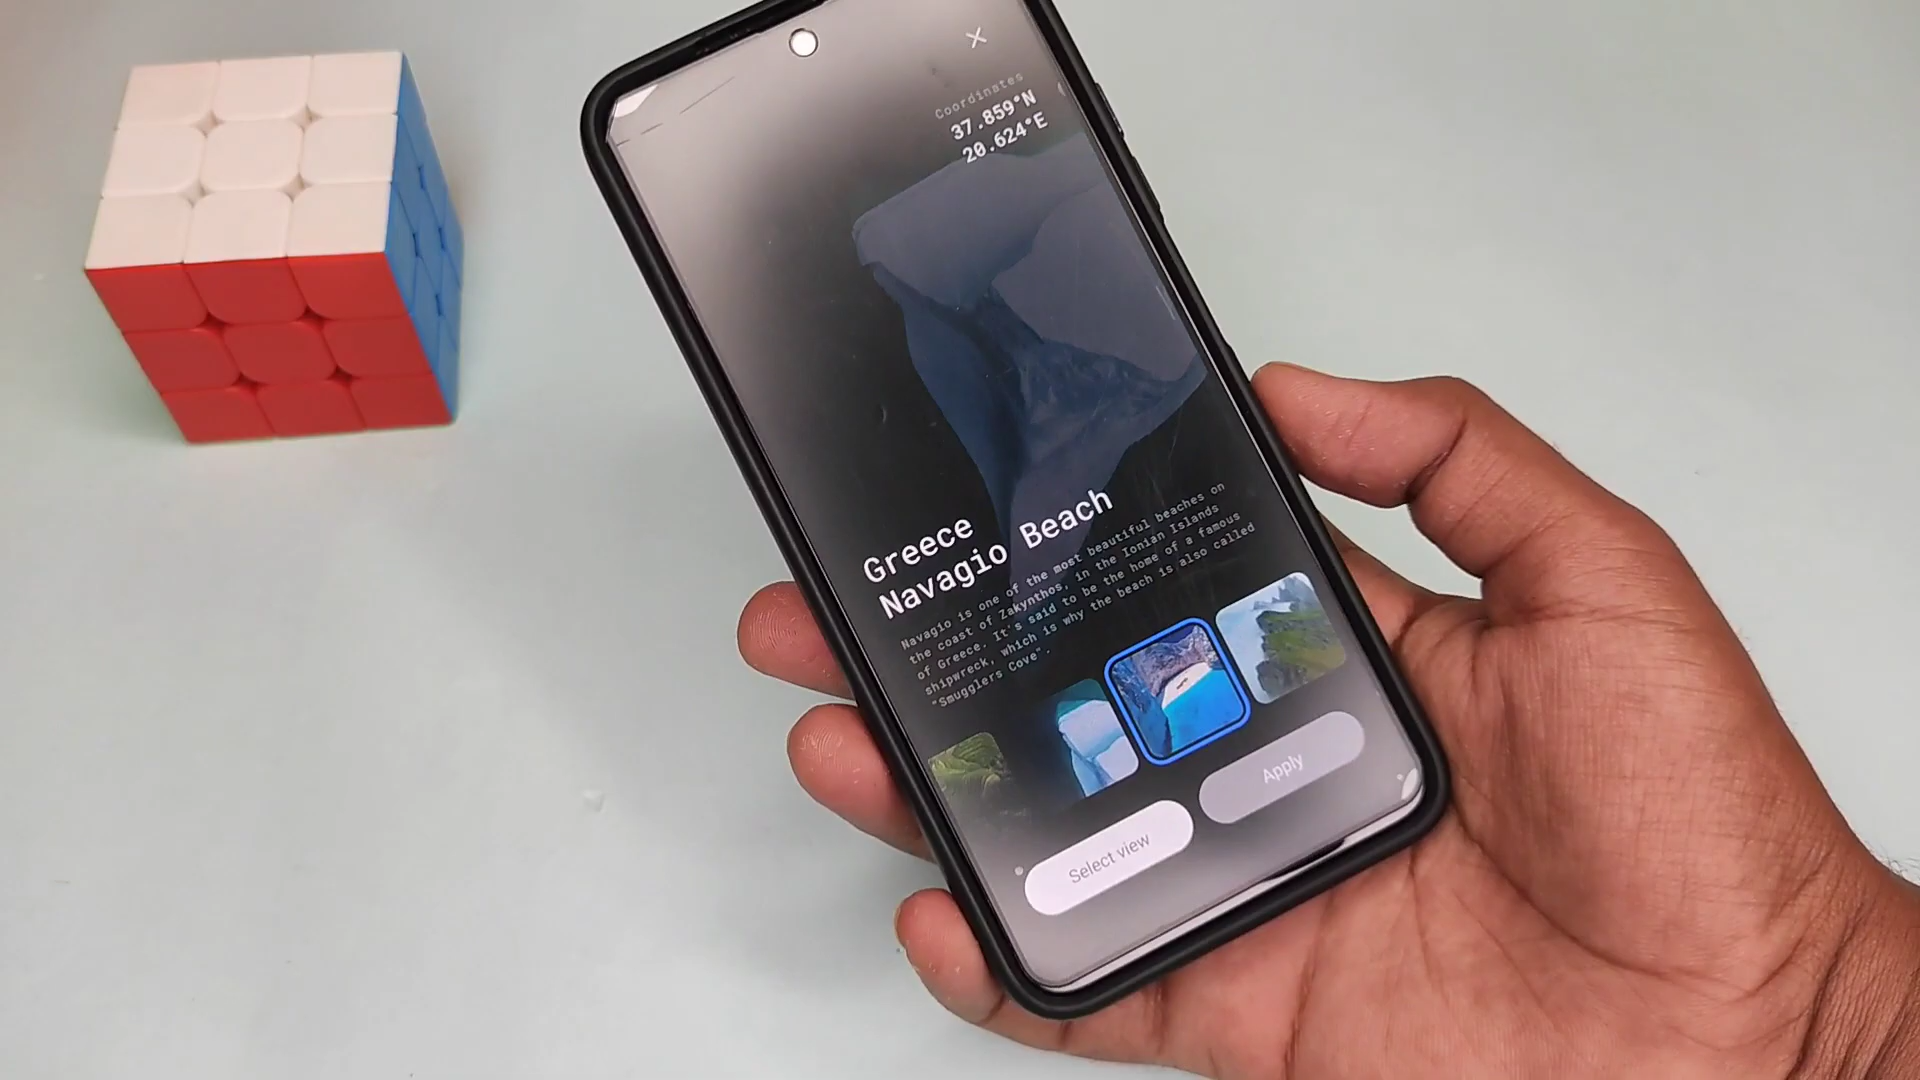 Coordinates
37.859°N
20.624°E
Greece
Navagio Beach
Navagio is one of the most beautiful beaches on
the coast of Zakynthos, in the Ionian Islands
of Greece. It's said to be the home of a famous
shipwreck, which is why the beach is also called
"Smugglers Cove".
Select view
Apply